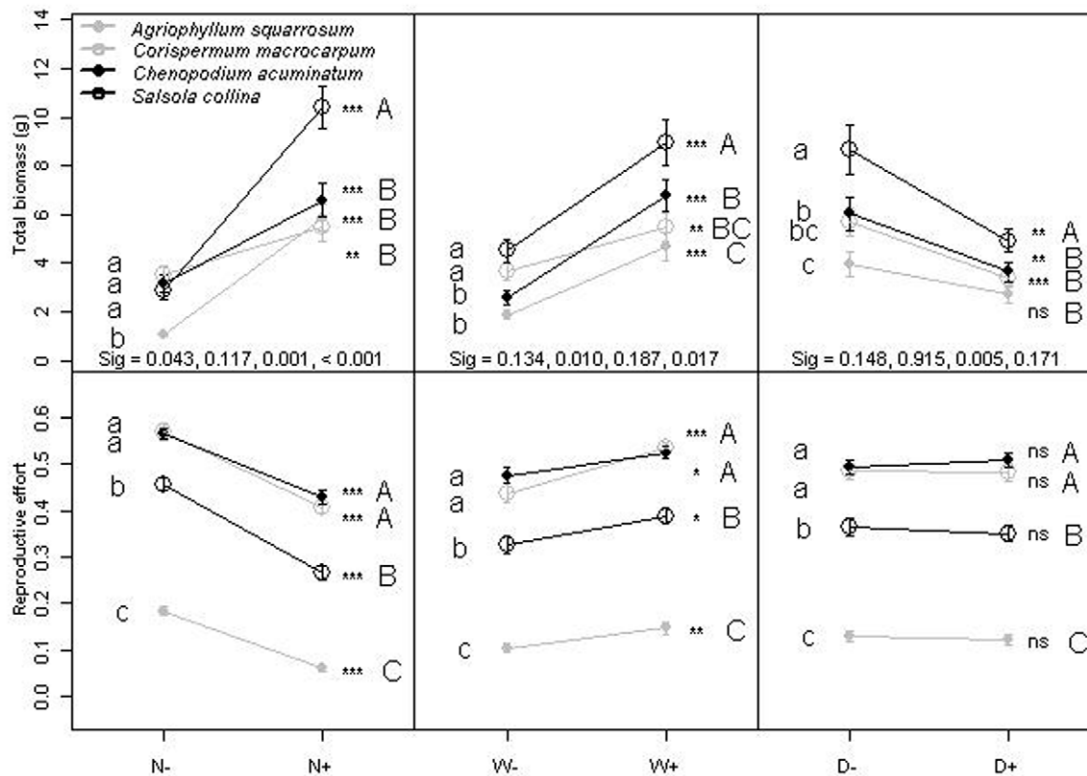 Total biomass (g)
14
12
10
8
6
4
2
0
Agriophyllum squarrosum
Corispermum macrocarpum
Chenopodium acuminatum
Salsola collina
a
a
a
b
*** A
*** B
*** B
** B
Sig = 0.043, 0.117, 0.001, < 0.001
a
a
b
b
*** A
*** B
** BC
*** C
Sig = 0.134, 0.010, 0.187, 0.017
a
b
bc
c
** A
** B
*** B
ns B
Sig = 0.148, 0.915, 0.005, 0.171
Reproductive effort
0.6
0.5
0.4
0.3
0.2
0.1
0.0
a
a
b
c
*** A
*** A
*** B
*** C
a
a
b
c
*** A
* A
* B
** C
a
a
b
c
ns A
ns A
ns B
ns C
N- N+ W- W+ D- D+